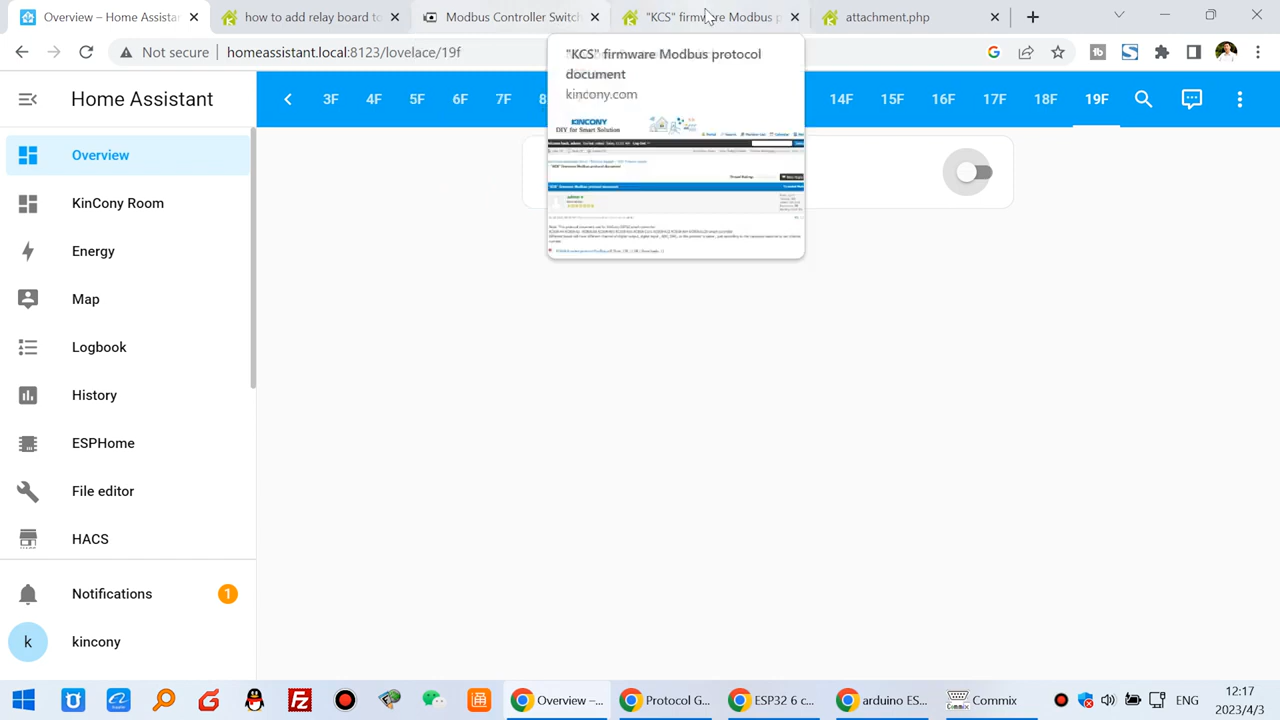 Overview – Home Assistant
how to add relay board to
Modbus Controller Switch
"KCS" firmware Modbus p
attachment.php
Not secure
homeassistant.local:8123/lovelace/19f
"KCS" firmware Modbus protocol
document
kincony.com
KINCONY
DIY for Smart Solution
Home Assistant
3F
4F
5F
6F
7F
8
14F
15F
16F
17F
18F
19F
Overview
Energy
Map
Logbook
History
ESPHome
File editor
HACS
Notifications
1
k
kincony
Overview –...
Protocol G...
ESP32 6 c...
arduino ES...
Commix
Commix
ENG
12:17
2023/4/3